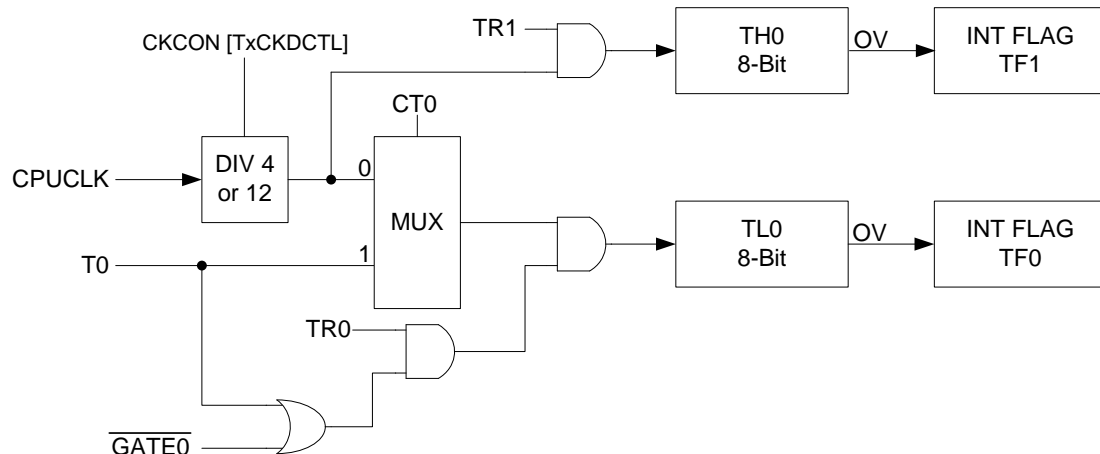 TR1
CKCON [TxCKDCTL]
TH0
8-Bit
OV
INT FLAG
TF1
CT0
CPUCLK
DIV 4
or 12
0
MUX
1
T0
TL0
8-Bit
OV
INT FLAG
TF0
TR0
GATE0